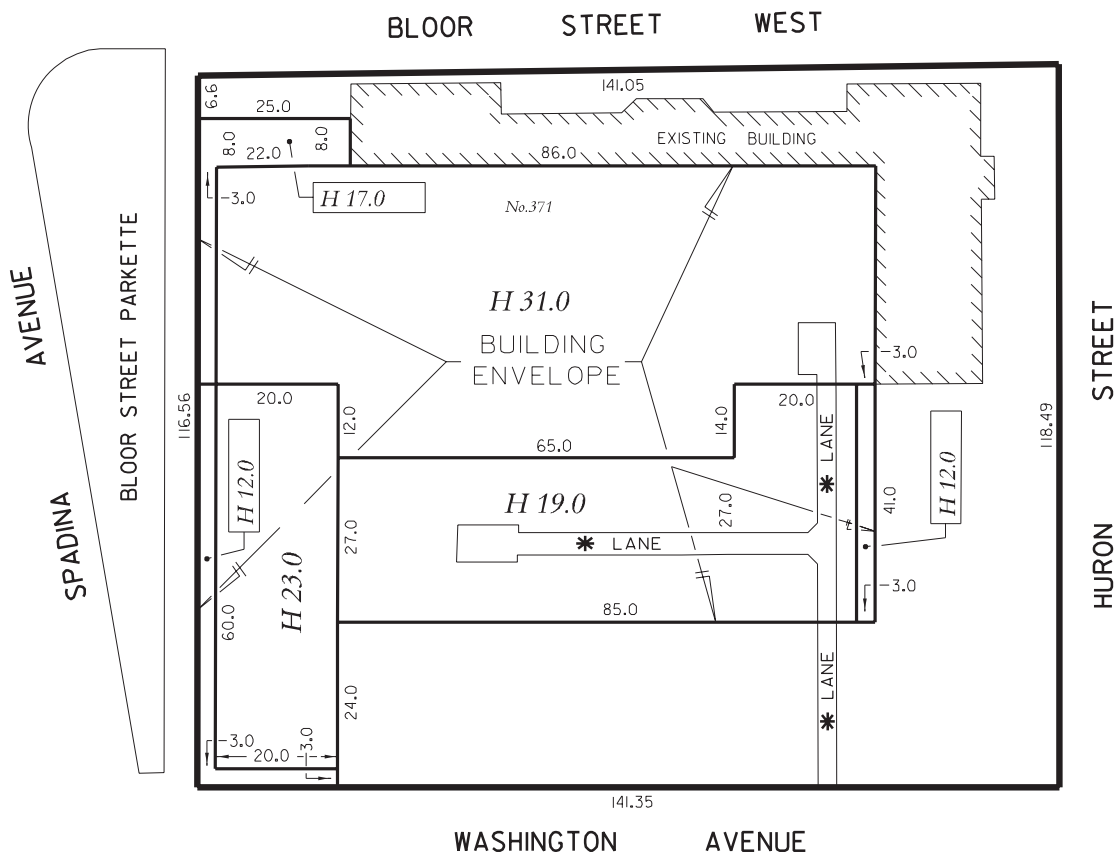 BLOOR STREET WEST
141.05
6.6
25.0
8.0
8.0
22.0
86.0
EXISTING BUILDING
-3.0
H 17.0
No.371
H 31.0
BUILDING
ENVELOPE
AVENUE
BLOOR STREET PARKETTE
SPADINA
116.56
20.0
12.0
65.0
14.0
20.0
-3.0
LANE
118.49
STREET
HURON
H 12.0
H 23.0
60.0
27.0
H 19.0
LANE
27.0
41.0
H 12.0
-3.0
85.0
24.0
LANE
-3.0
20.0
3.0
141.35
WASHINGTON AVENUE